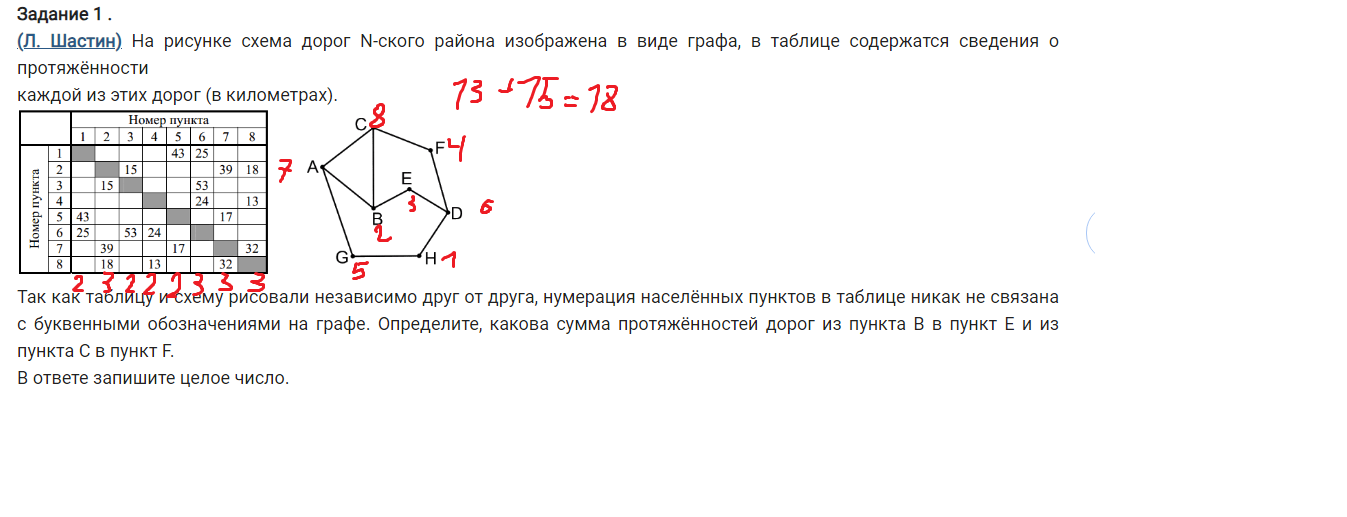 Задание 1 .
(Л. Шастин) На рисунке схема дорог N-ского района изображена в виде графа, в таблице содержатся сведения о
протяжённости
каждой из этих дорог (в километрах).
13 + 15 = 18
Номер пункта
1 2 3 4 5 6 7 8
Номер пункта
1 43 25
2 15 39 18
3 15 53
4 24 13
5 43 17
6 25 53 24
7 39 17 32
8 18 13 32
2 3 2 2 2 3 3 3
C 8
F 4
7 A
E
3
D 6
B
2
G
5
H 1
Так как таблицу и схему рисовали независимо друг от друга, нумерация населённых пунктов в таблице никак не связана
с буквенными обозначениями на графе. Определите, какова сумма протяжённостей дорог из пункта B в пункт E и из
пункта C в пункт F.
В ответе запишите целое число.